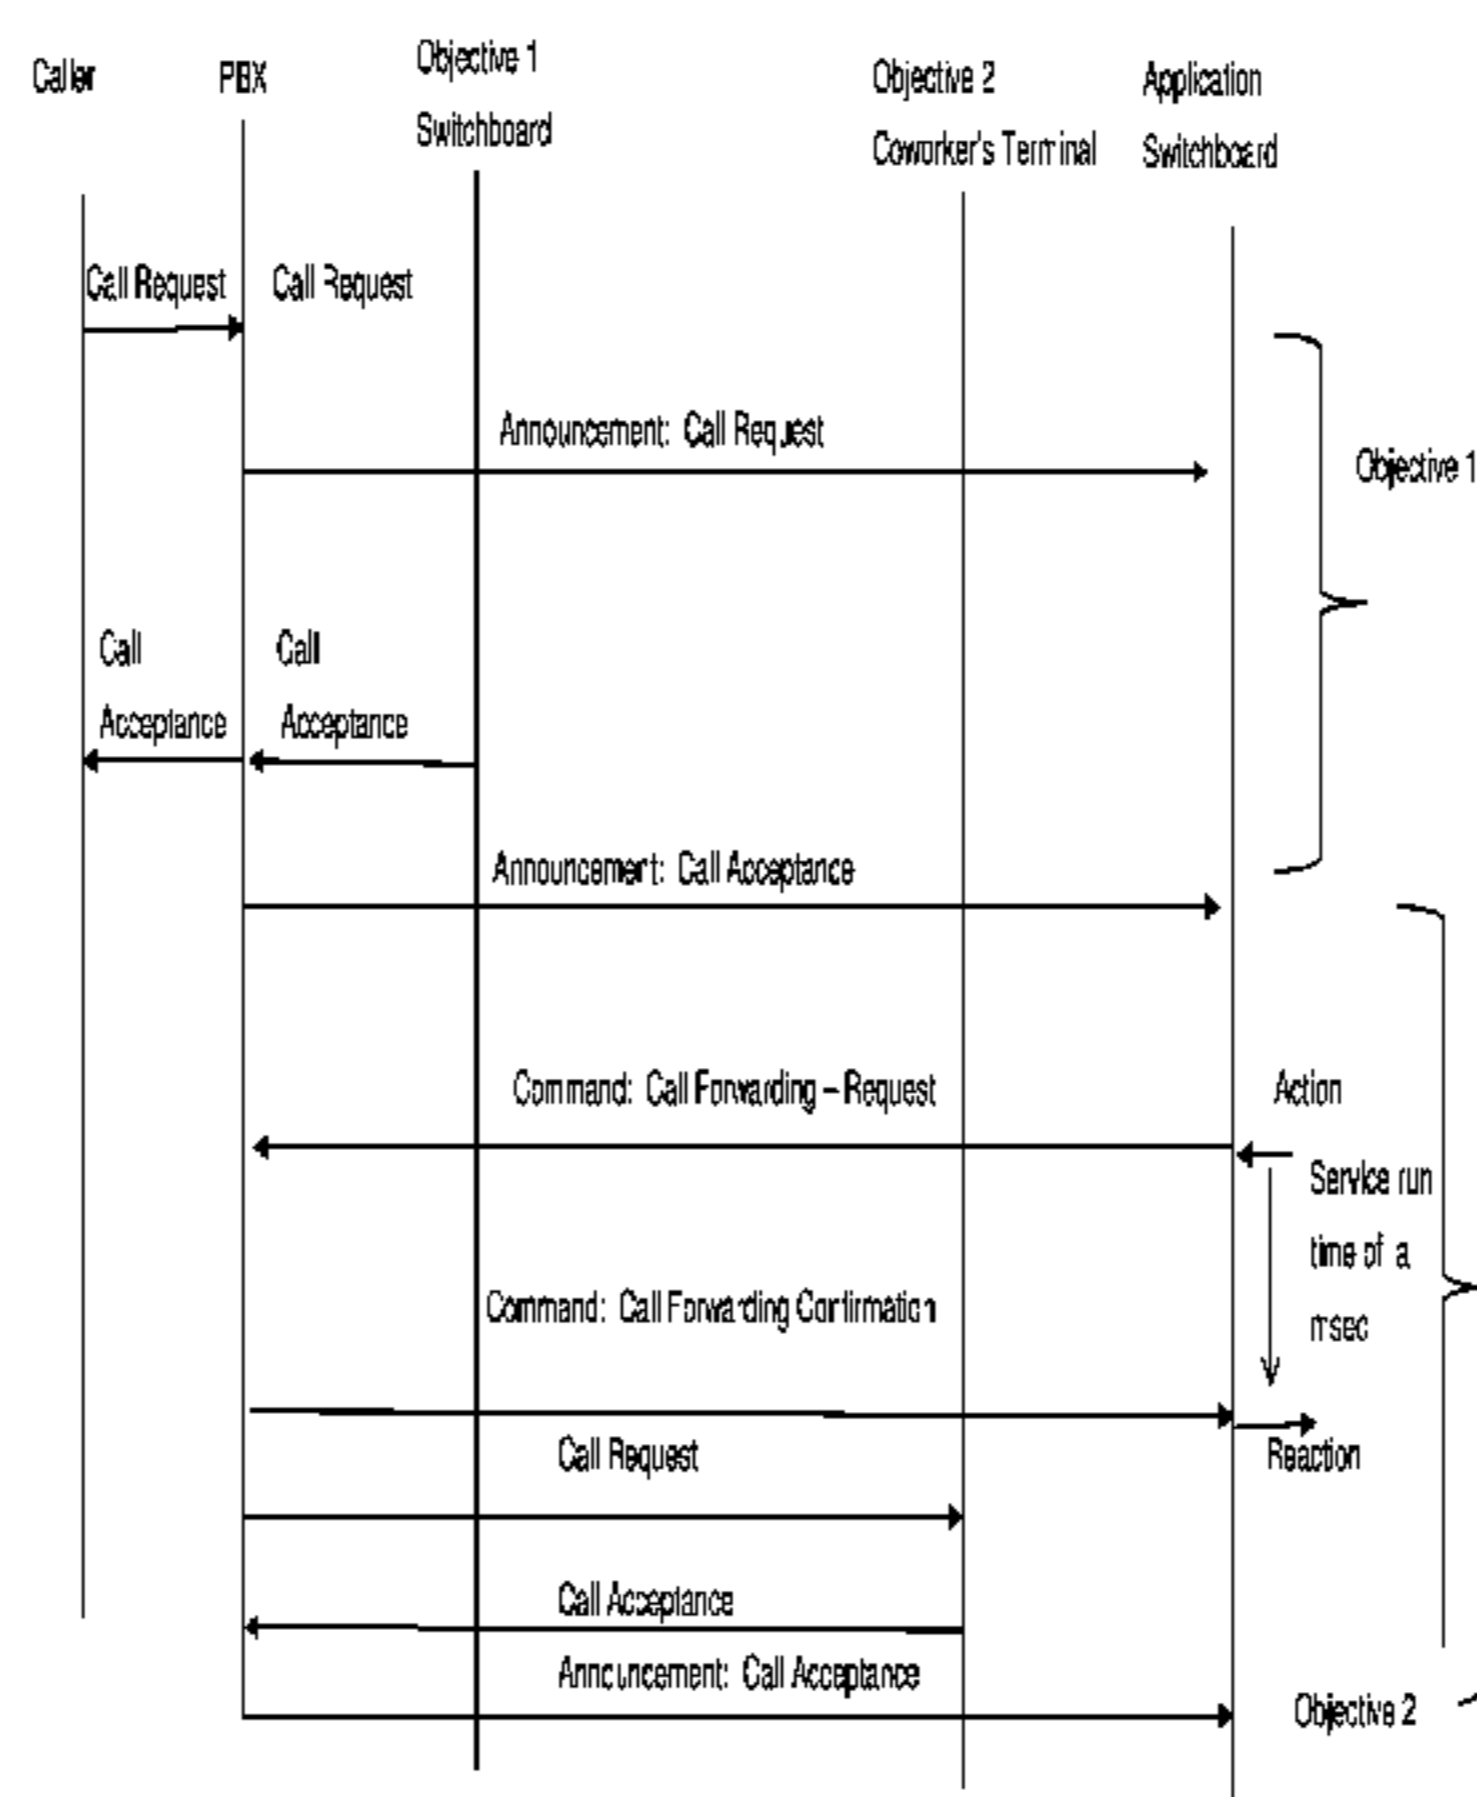 Caller
PBX
Objective 1
Switchboard
Objective 2
Coworker's Terminal
Application
Switchboard
Call Request
Call Request
Announcement: Call Request
Objective 1
Call
Acceptance
Call
Acceptance
Announcement: Call Acceptance
Command: Call Forwarding – Request
Action
Service run
time of a
msec
Command: Call Forwarding Confirmation
Call Request
Reaction
Call Acceptance
Announcement: Call Acceptance
Objective 2